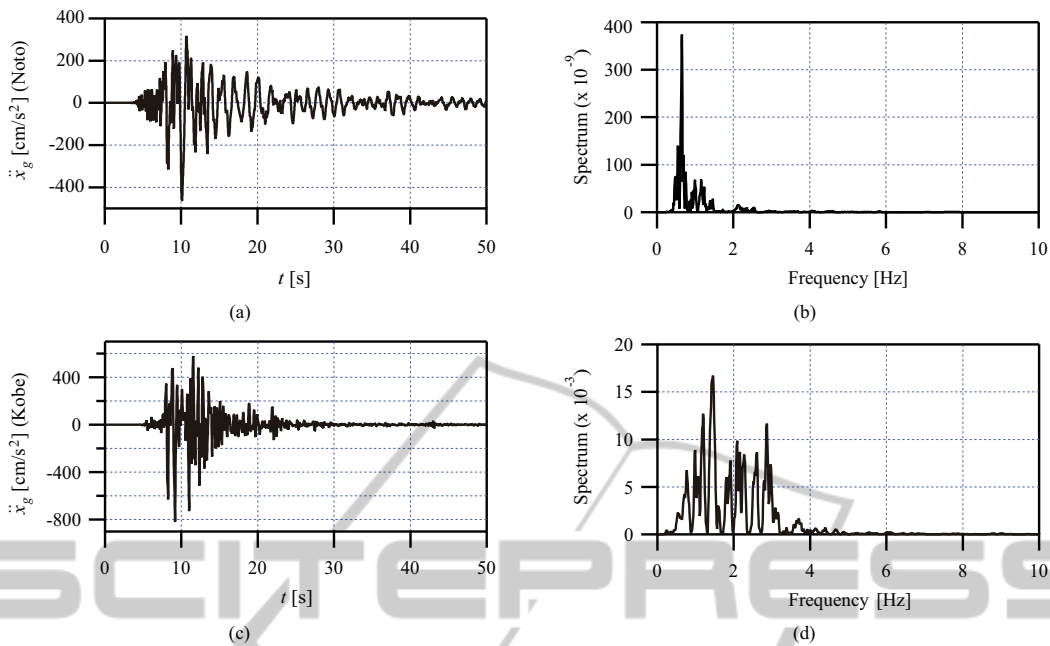 400
200
0
-200
-400
ẍg [cm/s²] (Noto)
0 10 20 30 40 50
t [s]
(a)
400
300
200
100
0
Spectrum (x 10⁻⁹)
0 2 4 6 8 10
Frequency [Hz]
(b)
400
0
-400
-800
ẍg [cm/s²] (Kobe)
0 10 20 30 40 50
t [s]
(c)
20
15
10
5
0
Spectrum (x 10⁻³)
0 2 4 6 8 10
Frequency [Hz]
(d)
SCITEPRESS